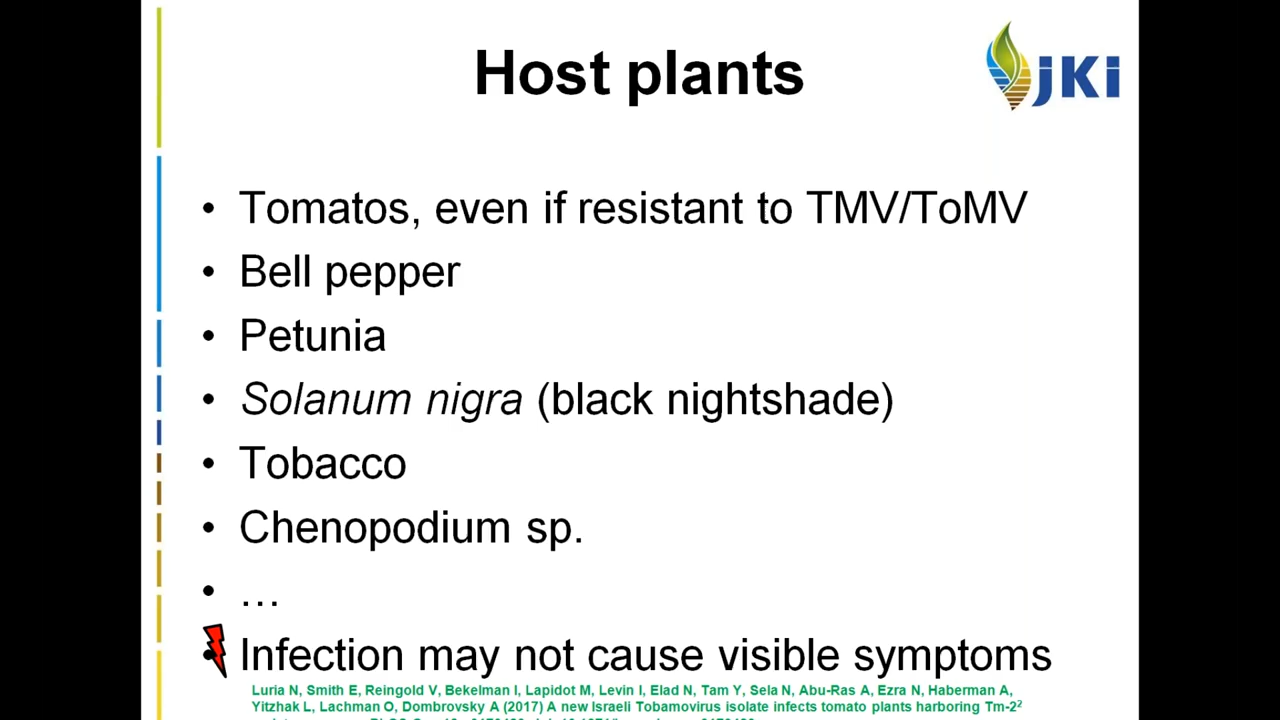 Host plants
JKi
• Tomatos, even if resistant to TMV/ToMV
• Bell pepper
• Petunia
• Solanum nigra (black nightshade)
• Tobacco
• Chenopodium sp.
• …
• Infection may not cause visible symptoms
Luria N, Smith E, Reingold V, Bekelman I, Lapidot M, Levin I, Elad N, Tam Y, Sela N, Abu-Ras A, Ezra N, Haberman A,
Yitzhak L, Lachman O, Dombrovsky A (2017) A new Israeli Tobamovirus isolate infects tomato plants harboring Tm-2²